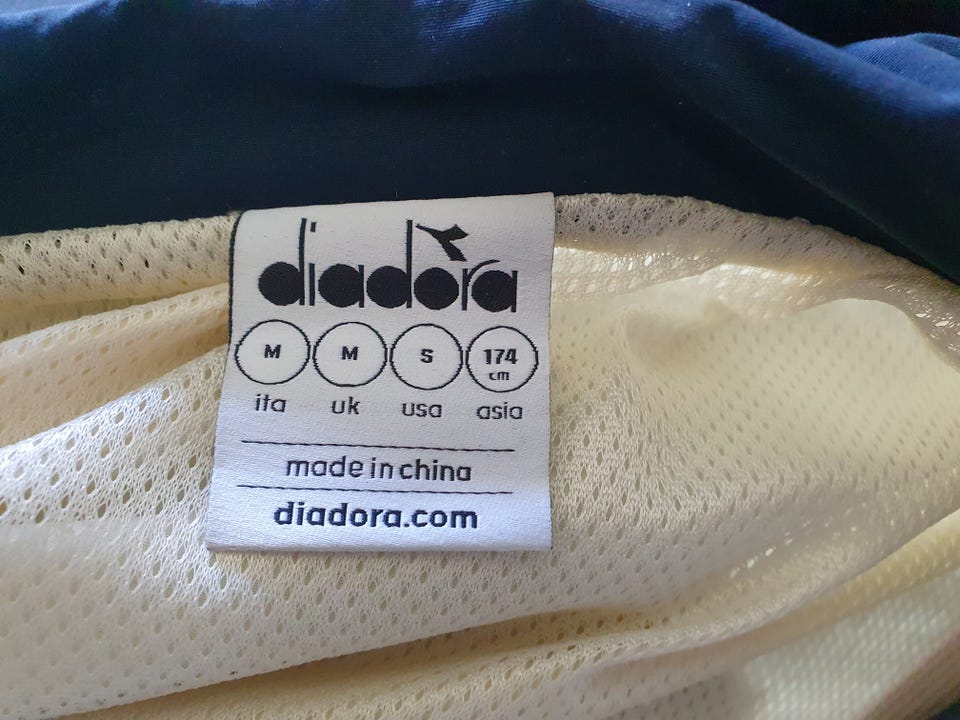 diadora
M M S 174 cm
ita uk usa asia
made in china
diadora.com